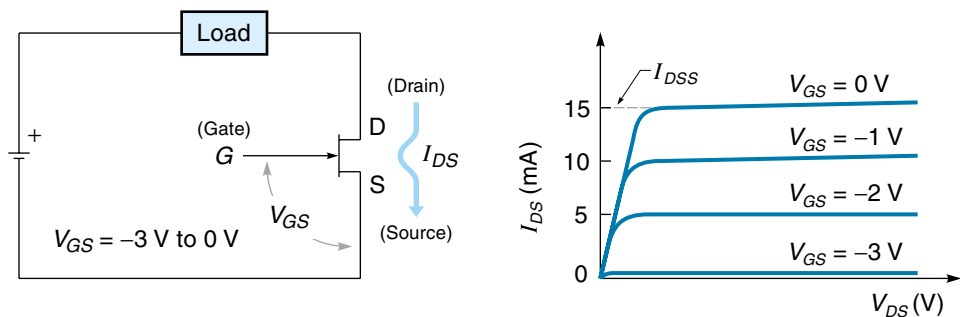 Load
+
(Gate)
G
D
S
(Drain)
I_DS
(Source)
V_GS
V_GS = –3 V to 0 V
I_DS (mA)
15
10
5
0
I_DSS
V_GS = 0 V
V_GS = –1 V
V_GS = –2 V
V_GS = –3 V
V_DS (V)